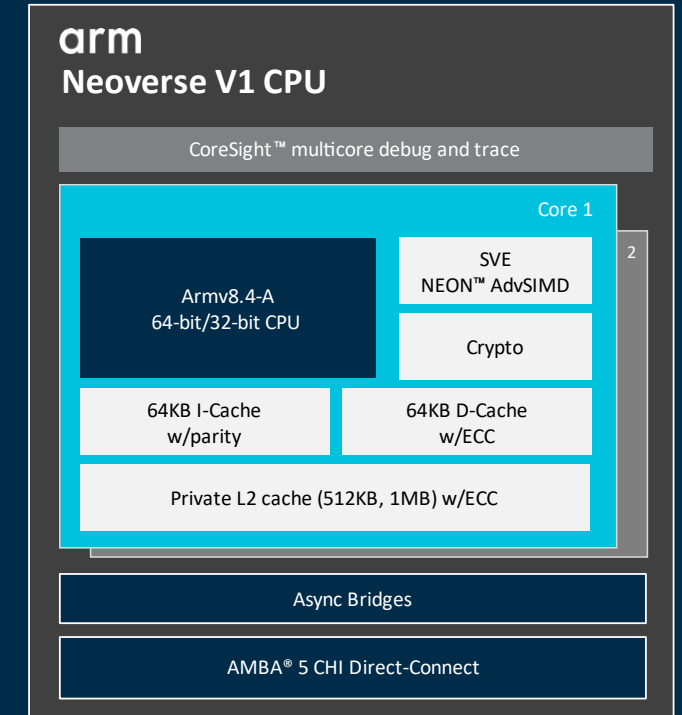 arm
Neoverse V1 CPU
CoreSight™ multicore debug and trace
Core 1
2
Armv8.4-A
64-bit/32-bit CPU
SVE
NEON™ AdvSIMD
Crypto
64KB I-Cache
w/parity
64KB D-Cache
w/ECC
Private L2 cache (512KB, 1MB) w/ECC
Async Bridges
AMBA® 5 CHI Direct-Connect